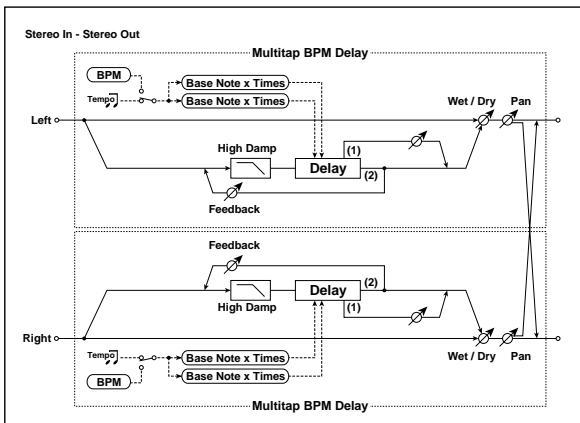 Stereo In - Stereo Out
Multitap BPM Delay
BPM
Base Note x Times
Tempo
Base Note x Times
Wet / Dry
Pan
Left
High Damp
(1)
Delay
(2)
Feedback
Feedback
Delay
(2)
High Damp
(1)
Right
Tempo
Base Note x Times
Wet / Dry
Pan
BPM
Base Note x Times
Multitap BPM Delay